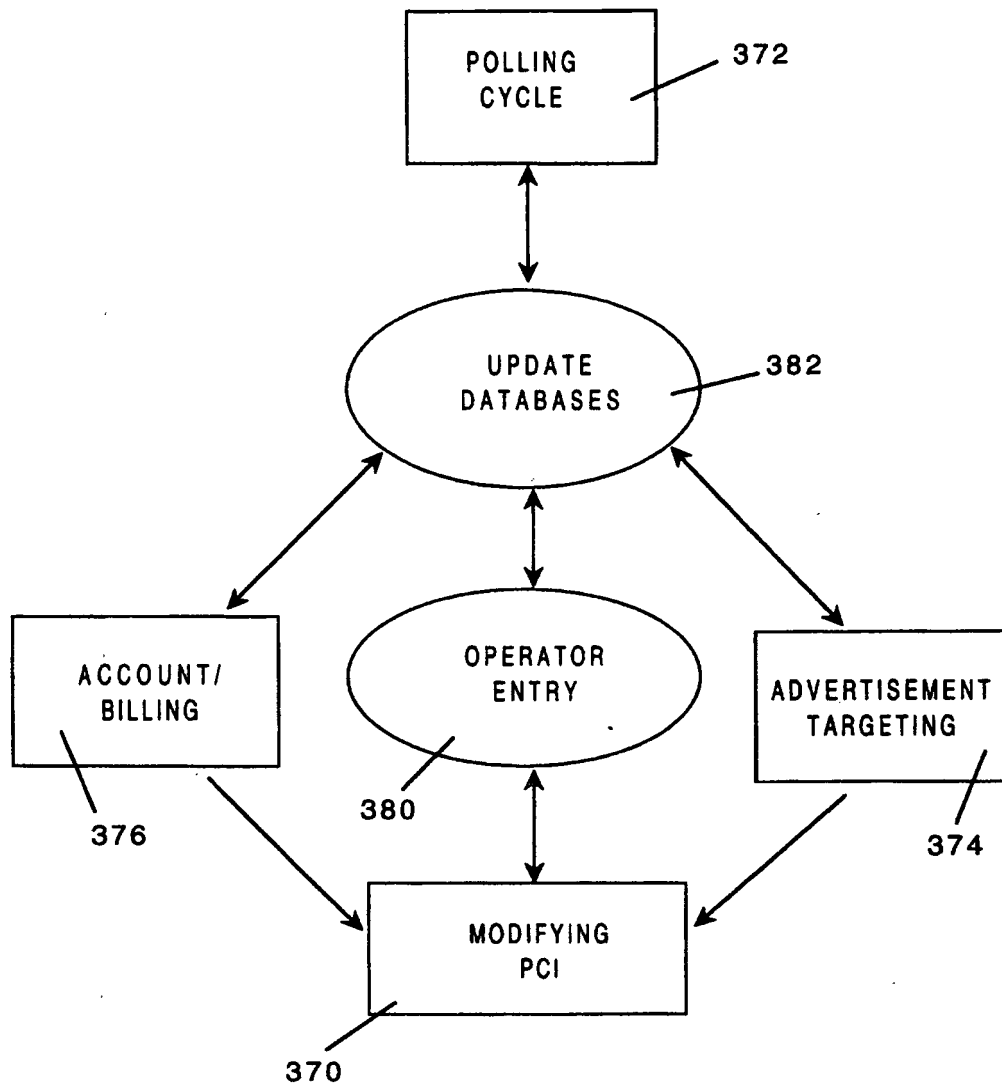 POLLING
CYCLE
372
UPDATE
DATABASES
382
ACCOUNT/
BILLING
376
OPERATOR
ENTRY
380
ADVERTISEMENT
TARGETING
374
MODIFYING
PCI
370